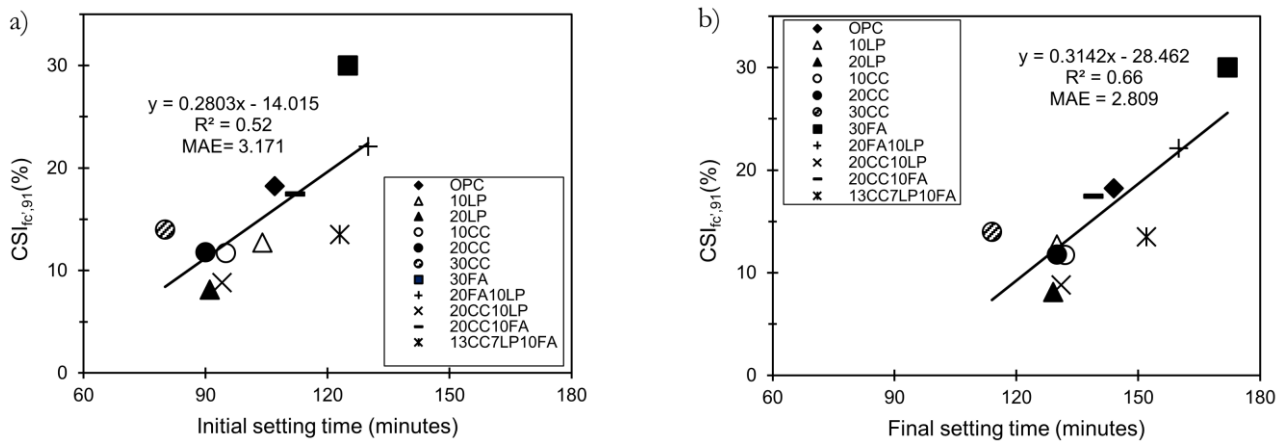 a)
CSIfc',91(%)
30
20
10
0
y = 0.2803x - 14.015
R² = 0.52
MAE= 3.171
OPC
10LP
20LP
10CC
20CC
30CC
30FA
20FA10LP
20CC10LP
20CC10FA
13CC7LP10FA
60
90
120
150
180
Initial setting time (minutes)
b)
CSIfc',91(%)
30
20
10
0
OPC
10LP
20LP
10CC
20CC
30CC
30FA
20FA10LP
20CC10LP
20CC10FA
13CC7LP10FA
y = 0.3142x - 28.462
R² = 0.66
MAE = 2.809
60
90
120
150
180
Final setting time (minutes)